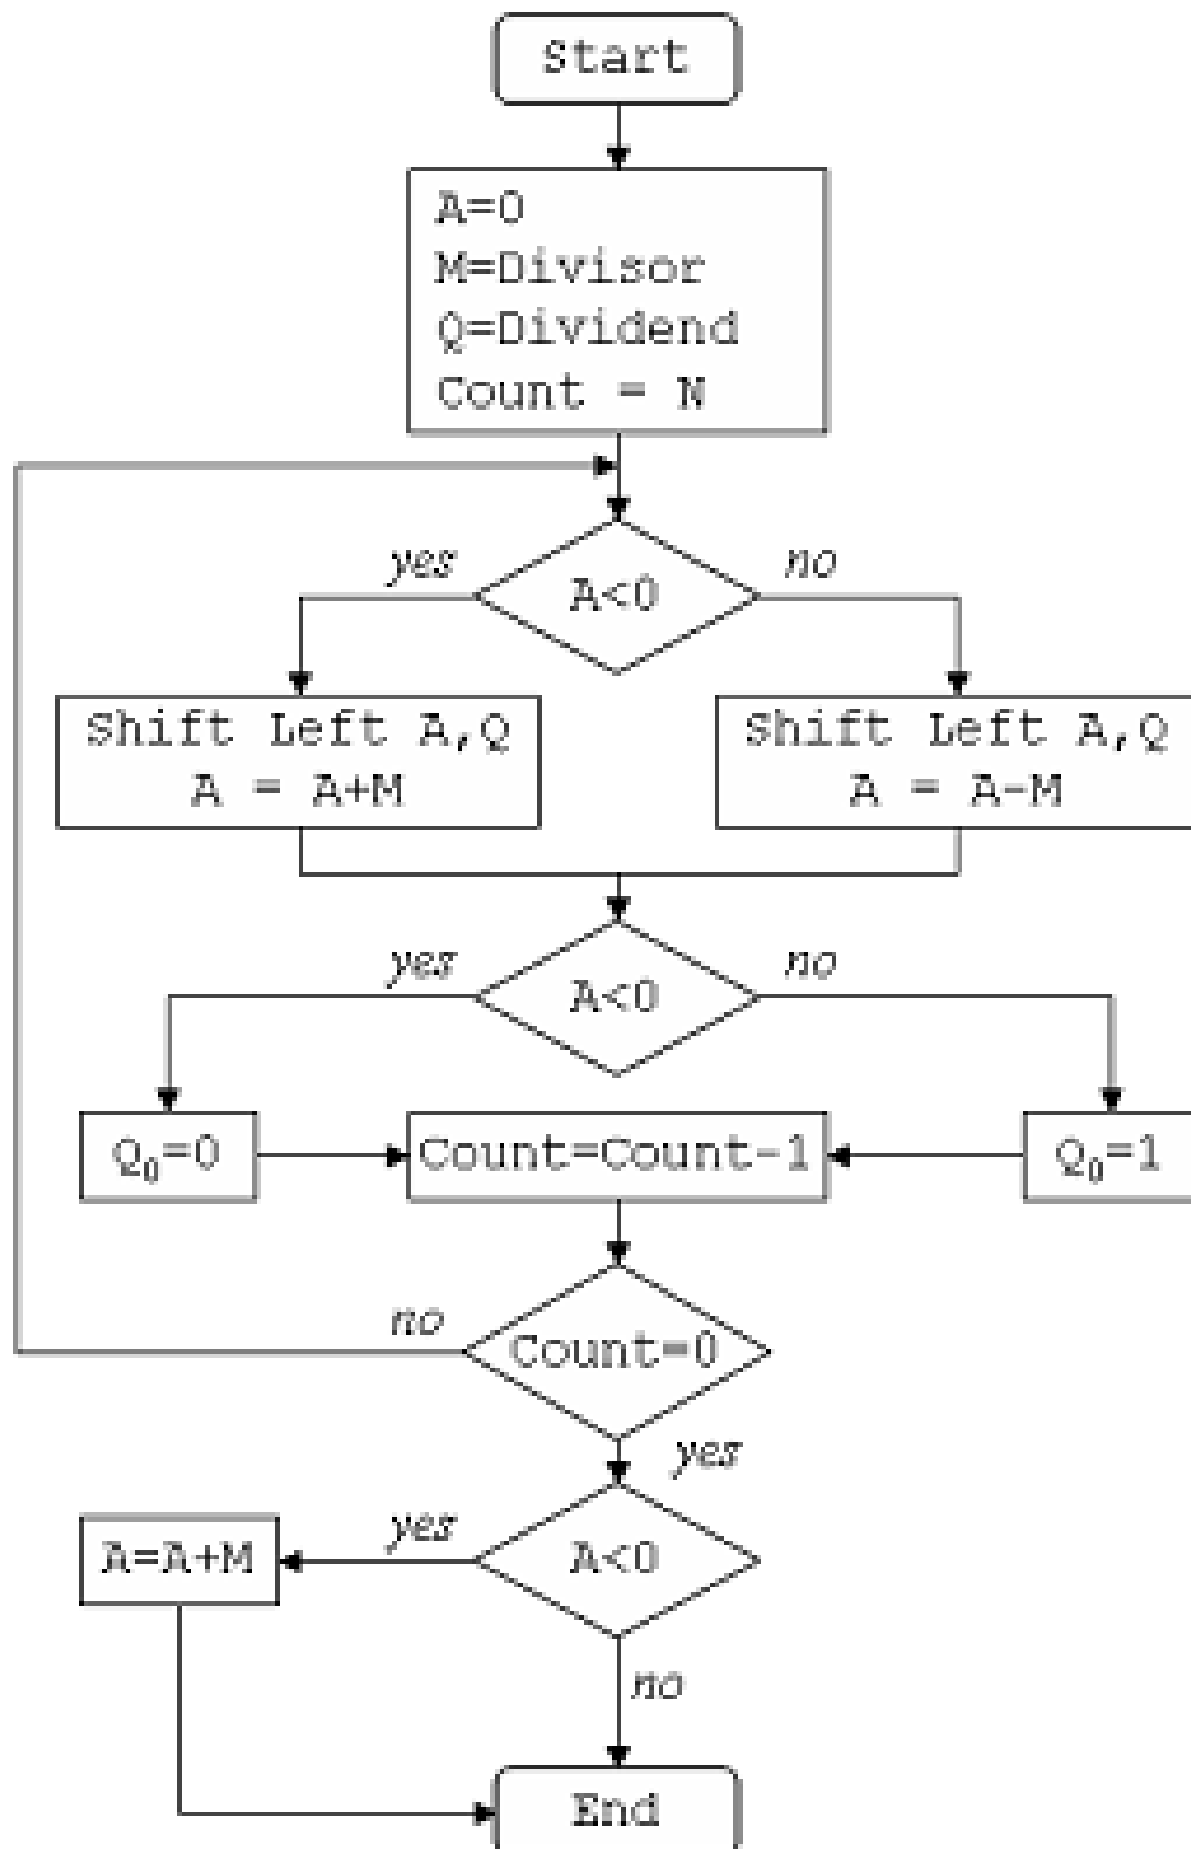 Start
A=0
M=Divisor
Q=Dividend
Count = N
yes
A<0
no
Shift Left A,Q
A = A+M
Shift Left A,Q
A = A-M
yes
A<0
no
Q₀=0
Count=Count-1
Q₀=1
no
Count=0
yes
A=A+M
yes
A<0
no
End